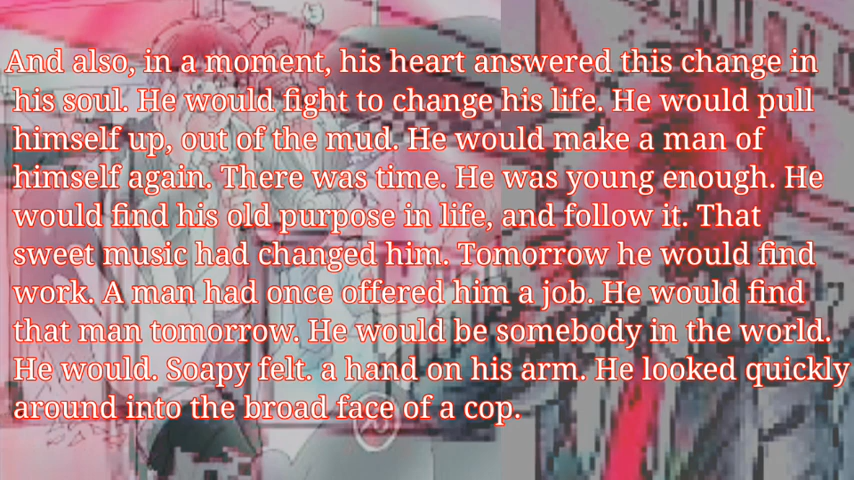 And also, in a moment, his heart answered this change in
his soul. He would fight to change his life. He would pull
himself up, out of the mud. He would make a man of
himself again. There was time. He was young enough. He
would find his old purpose in life, and follow it. That
sweet music had changed him. Tomorrow he would find
work. A man had once offered him a job. He would find
that man tomorrow. He would be somebody in the world.
He would. Soapy felt. a hand on his arm. He looked quickly
around into the broad face of a cop.